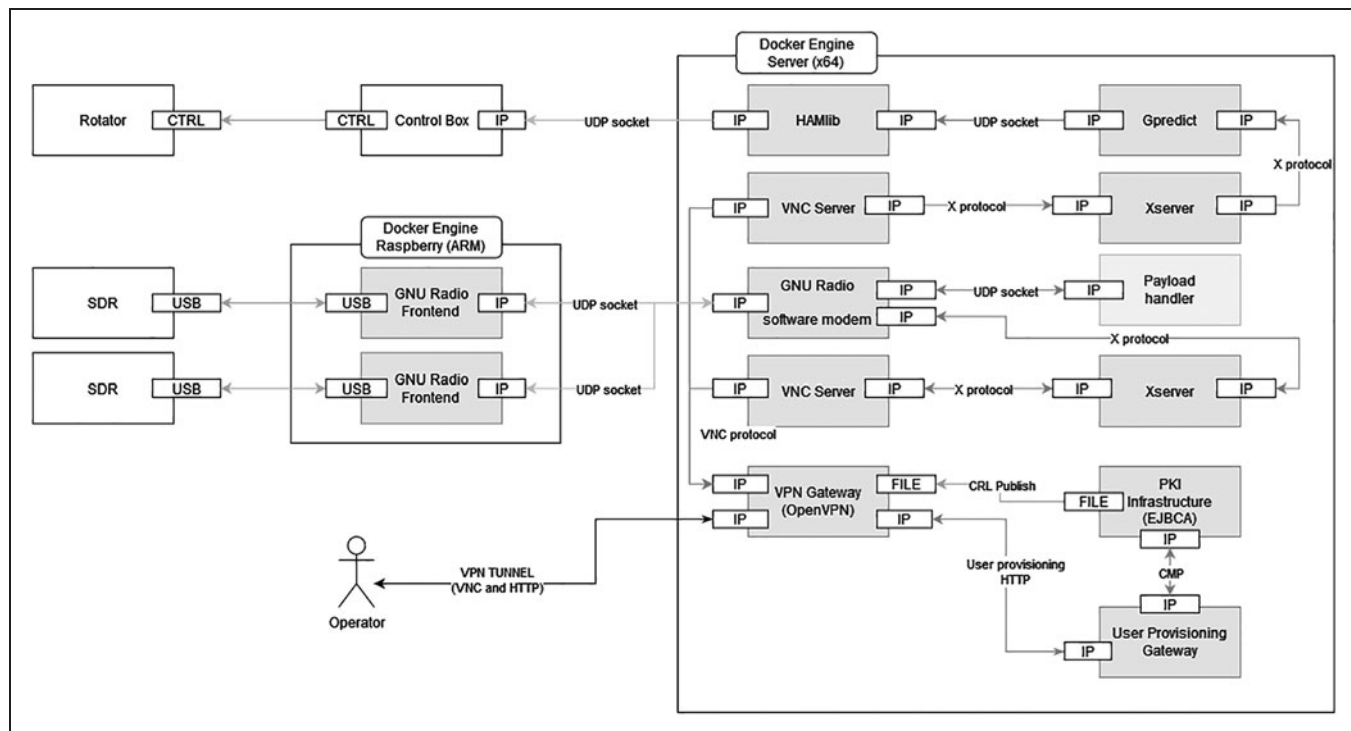 Docker Engine
Server (x64)
Rotator
CTRL
CTRL
Control Box
IP
UDP socket
IP
HAMlib
IP
UDP socket
IP
Gpredict
IP
X protocol
IP
VNC Server
IP
X protocol
IP
Xserver
IP
Docker Engine
Raspberry (ARM)
SDR
USB
USB
GNU Radio
Frontend
IP
UDP socket
IP
GNU Radio
software modem
IP
IP
UDP socket
IP
Payload
handler
X protocol
SDR
USB
USB
GNU Radio
Frontend
IP
UDP socket
IP
VNC Server
IP
X protocol
IP
Xserver
IP
VNC protocol
IP
IP
VPN Gateway
(OpenVPN)
FILE
IP
CRL Publish
FILE
PKI
Infrastructure
(EJBCA)
IP
CMP
User provisioning
HTTP
IP
User Provisioning
Gateway
IP
VPN TUNNEL
(VNC and HTTP)
Operator